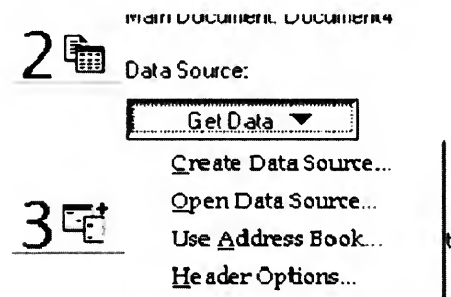 Main Document: Document4
2
Data Source:
Get Data
Create Data Source...
Open Data Source...
3
Use Address Book...
Header Options...